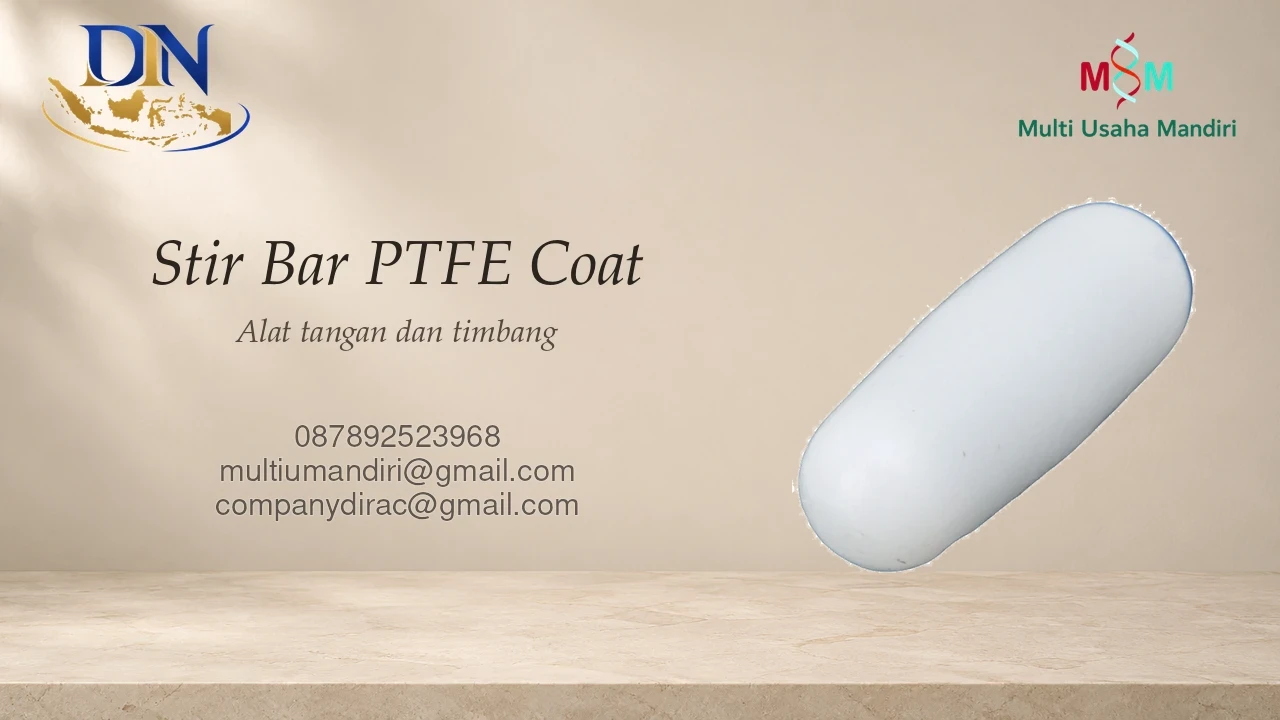 DN
M M
Multi Usaha Mandiri
Stir Bar PTFE Coat
Alat tangan dan timbang
087892523968
multiumandiri@gmail.com
companydirac@gmail.com